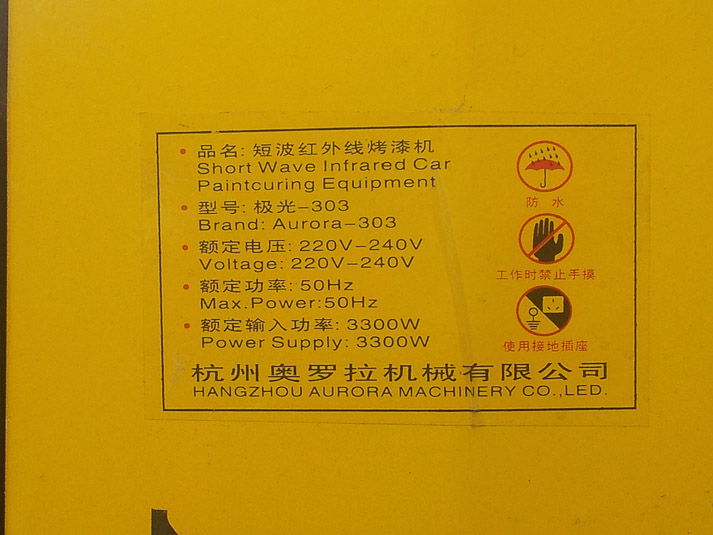 品名: 短波红外线烤漆机
Short Wave Infrared Car
Paintcuring Equipment
型号: 极光-303
Brand: Aurora-303
额定电压: 220V-240V
Voltage: 220V-240V
额定功率: 50Hz
Max.Power:50Hz
额定输入功率: 3300W
Power Supply: 3300W
防 水
工作时禁止手摸
使用接地插座
杭州奥罗拉机械有限公司
HANGZHOU AURORA MACHINERY CO.,LED.